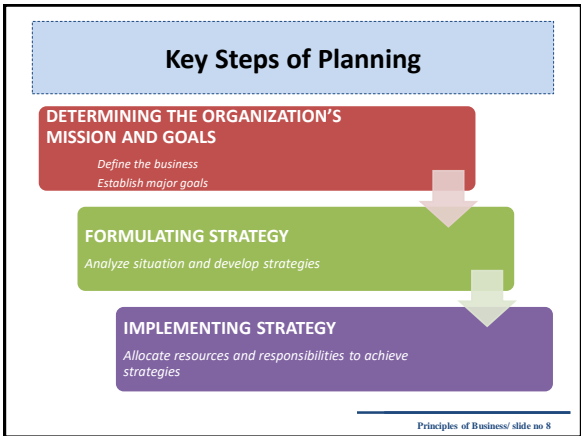 Key Steps of Planning
DETERMINING THE ORGANIZATION’S
MISSION AND GOALS
Define the business
Establish major goals
FORMULATING STRATEGY
Analyze situation and develop strategies
IMPLEMENTING STRATEGY
Allocate resources and responsibilities to achieve
strategies
Principles of Business/ slide no 8